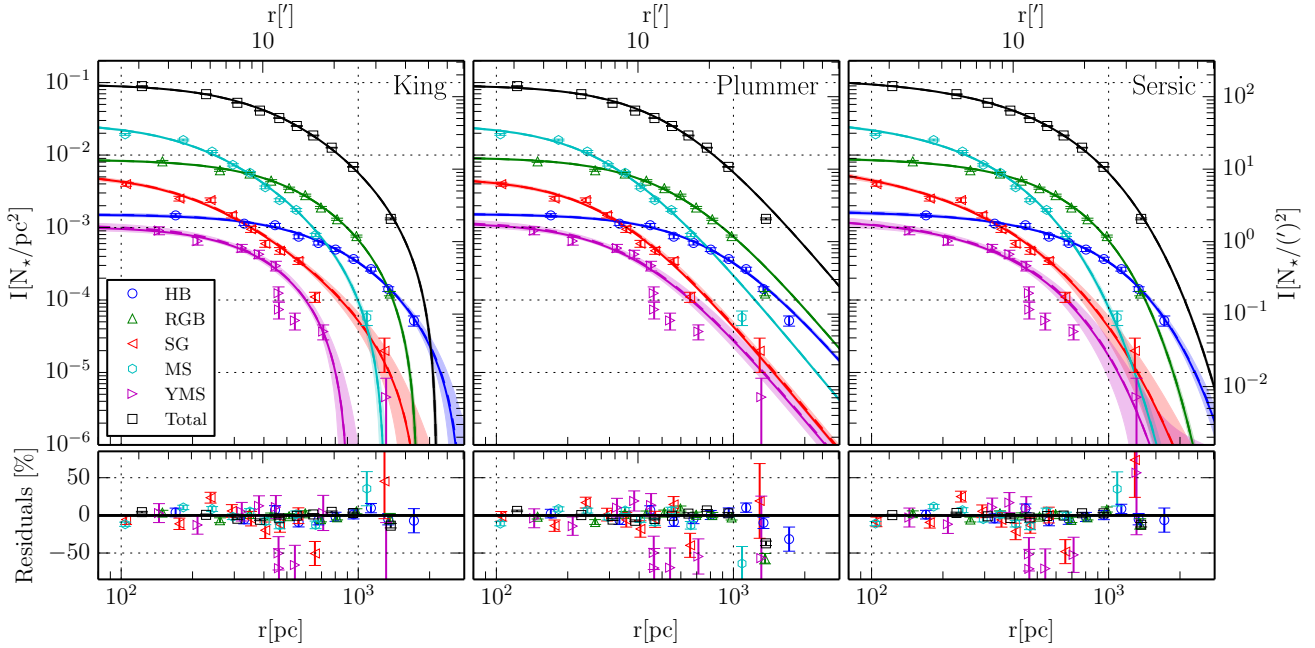 r['] r['] r[']
10 10 10
King Plummer Sersic
I[N⋆/pc²]
10⁻¹
10⁻²
10⁻³
10⁻⁴
10⁻⁵
10⁻⁶
HB
RGB
SG
MS
YMS
Total
10²
10¹
10⁰
10⁻¹
10⁻²
I[N⋆/(')²]
Residuals [%]
50
0
−50
10² 10³ 10² 10³ 10² 10³
r[pc] r[pc] r[pc]